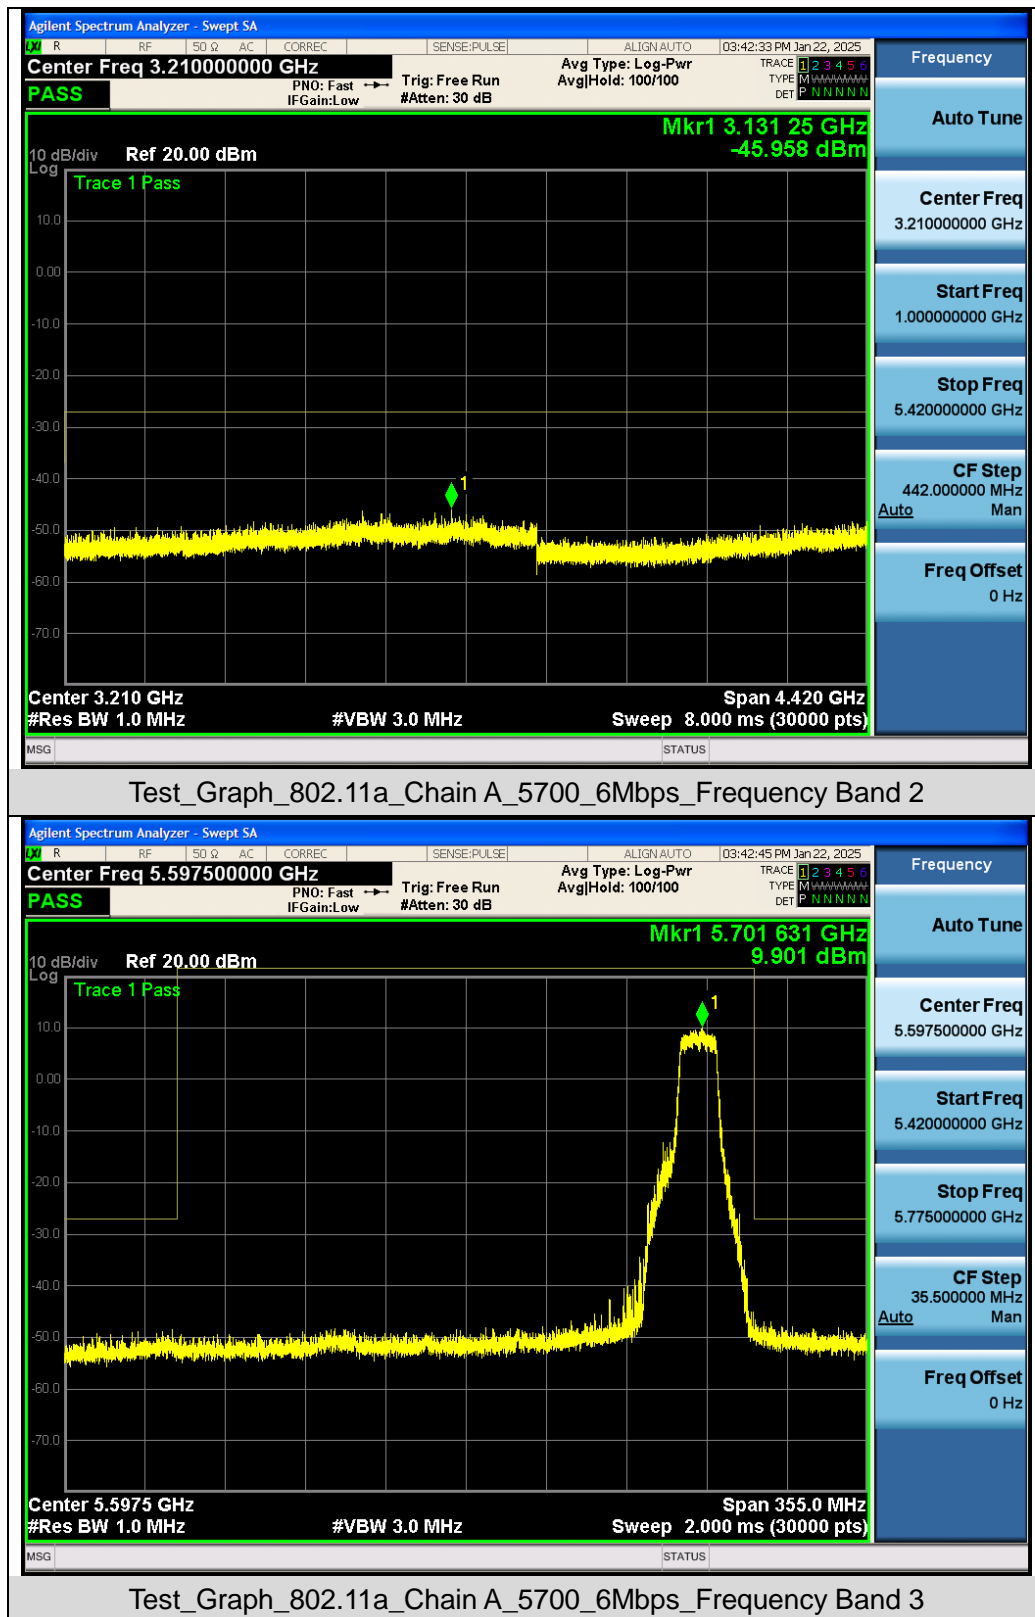 Agilent Spectrum Analyzer - Swept SA
LXI R RF 50 Ω AC CORREC SENSE:PULSE ALIGN AUTO 03:42:33 PM Jan 22, 2025
Center Freq 3.210000000 GHz
PASS
PNO: Fast
IFGain:Low
Trig: Free Run
#Atten: 30 dB
Avg Type: Log-Pwr
Avg|Hold: 100/100
TRACE 1 2 3 4 5 6
TYPE M
DET P N N N N N
Mkr1 3.131 25 GHz
-45.958 dBm
10 dB/div Ref 20.00 dBm
Log
Trace 1 Pass
10.0
0.00
-10.0
-20.0
-30.0
-40.0
-50.0
-60.0
-70.0
1
Center 3.210 GHz Span 4.420 GHz
#Res BW 1.0 MHz #VBW 3.0 MHz Sweep 8.000 ms (30000 pts)
MSG STATUS
Frequency
Auto Tune
Center Freq
3.210000000 GHz
Start Freq
1.000000000 GHz
Stop Freq
5.420000000 GHz
CF Step
442.000000 MHz
Auto Man
Freq Offset
0 Hz
Test_Graph_802.11a_Chain A_5700_6Mbps_Frequency Band 2
Agilent Spectrum Analyzer - Swept SA
LXI R RF 50 Ω AC CORREC SENSE:PULSE ALIGN AUTO 03:42:45 PM Jan 22, 2025
Center Freq 5.597500000 GHz
PASS
PNO: Fast
IFGain:Low
Trig: Free Run
#Atten: 30 dB
Avg Type: Log-Pwr
Avg|Hold: 100/100
TRACE 1 2 3 4 5 6
TYPE M
DET P N N N N N
Mkr1 5.701 631 GHz
9.901 dBm
10 dB/div Ref 20.00 dBm
Log
Trace 1 Pass
10.0
0.00
-10.0
-20.0
-30.0
-40.0
-50.0
-60.0
-70.0
1
Center 5.5975 GHz Span 355.0 MHz
#Res BW 1.0 MHz #VBW 3.0 MHz Sweep 2.000 ms (30000 pts)
MSG STATUS
Frequency
Auto Tune
Center Freq
5.597500000 GHz
Start Freq
5.420000000 GHz
Stop Freq
5.775000000 GHz
CF Step
35.500000 MHz
Auto Man
Freq Offset
0 Hz
Test_Graph_802.11a_Chain A_5700_6Mbps_Frequency Band 3